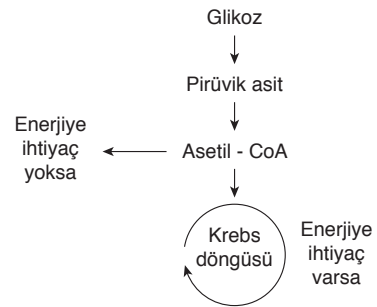 Glikoz
Pirüvik asit
Enerjiye
ihtiyaç
yoksa
Asetil - CoA
Krebs
döngüsü
Enerjiye
ihtiyaç
varsa